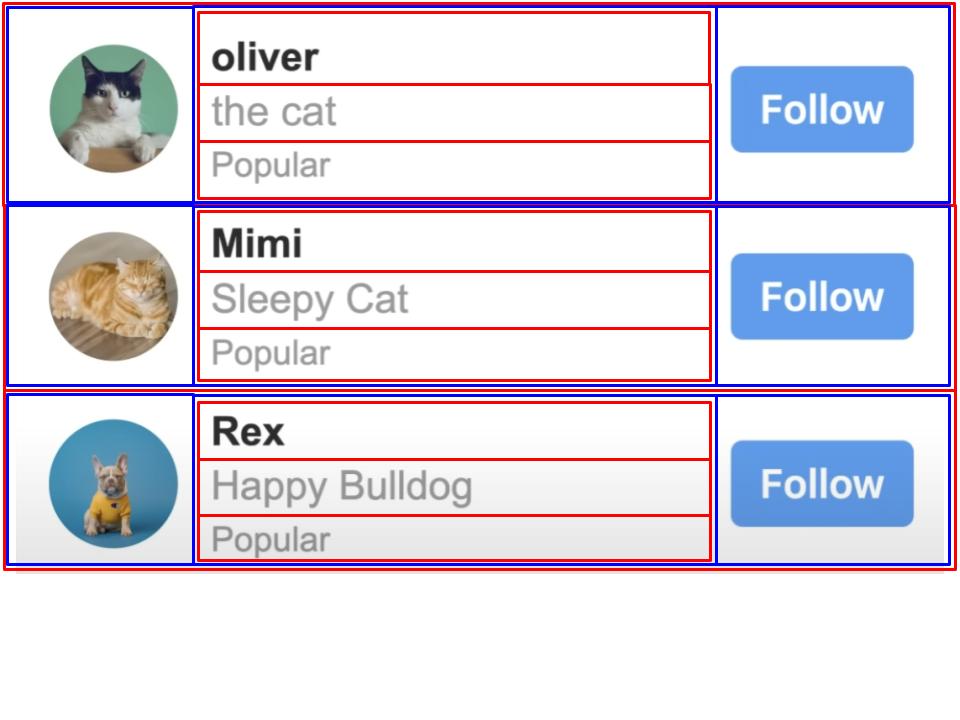 oliver
the cat
Popular
Follow
Mimi
Sleepy Cat
Popular
Follow
Rex
Happy Bulldog
Popular
Follow